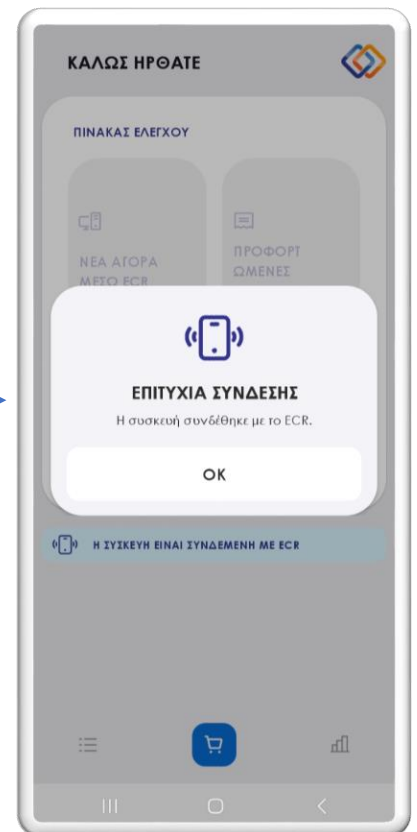 ΚΑΛΩΣ ΗΡΘΑΤΕ
ΠΙΝΑΚΑΣ ΕΛΕΓΧΟΥ
ΝΕΑ ΑΓΟΡΑ
ΜΕΣΩ ECR
ΠΡΟΦΟΡΤ
ΩΜΕΝΕΣ
ΕΠΙΤΥΧΙΑ ΣΥΝΔΕΣΗΣ
Η συσκευή συνδέθηκε με το ECR.
OK
Η ΣΥΣΚΕΥΗ ΕΙΝΑΙ ΣΥΝΔΕΜΕΝΗ ΜΕ ECR